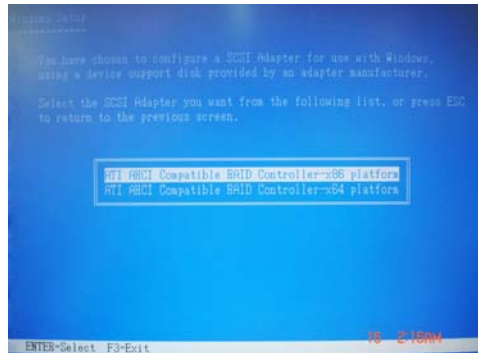 Windows Setup
You have chosen to configure a SCSI Adapter for use with Windows,
using a device support disk provided by an adapter manufacturer.
Select the SCSI Adapter you want from the following list, or press ESC
to return to the previous screen.
ATI AHCI Compatible RAID Controller-x86 platform
ATI AHCI Compatible RAID Controller-x64 platform
ENTER=Select F3=Exit
15 2:16AM